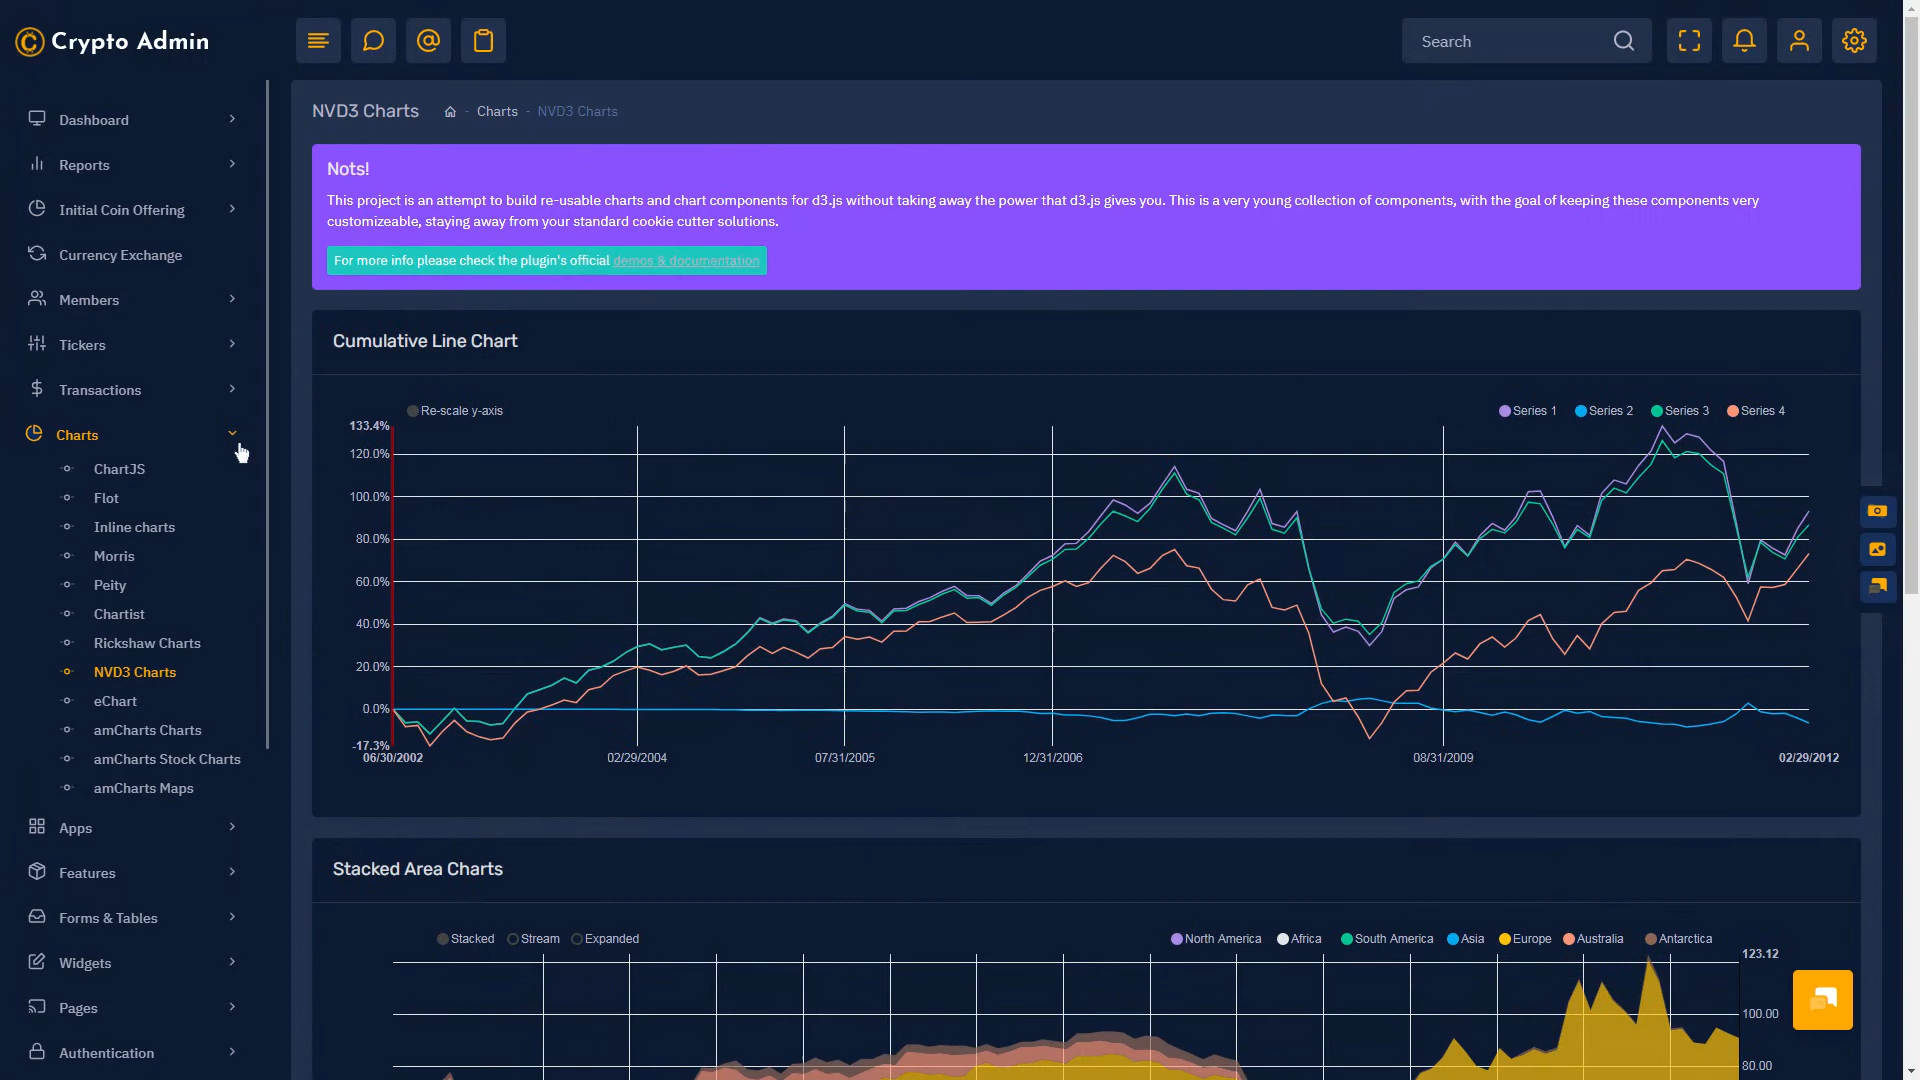 Crypto Admin
Search
Dashboard
Reports
Initial Coin Offering
Currency Exchange
Members
Tickers
Transactions
Charts
ChartJS
Flot
Inline charts
Morris
Peity
Chartist
Rickshaw Charts
NVD3 Charts
eChart
amCharts Charts
amCharts Stock Charts
amCharts Maps
Apps
Features
Forms & Tables
Widgets
Pages
Authentication
NVD3 Charts - Charts - NVD3 Charts
Nots!
This project is an attempt to build re-usable charts and chart components for d3.js without taking away the power that d3.js gives you. This is a very young collection of components, with the goal of keeping these components very
customizeable, staying away from your standard cookie cutter solutions.
For more info please check the plugin's official demos & documentation
Cumulative Line Chart
Re-scale y-axis
Series 1 Series 2 Series 3 Series 4
133.4%
120.0%
100.0%
80.0%
60.0%
40.0%
20.0%
0.0%
-17.3%
06/30/2002 02/29/2004 07/31/2005 12/31/2006 08/31/2009 02/29/2012
Stacked Area Charts
Stacked Stream Expanded
North America Africa South America Asia Europe Australia Antarctica
123.12
100.00
80.00